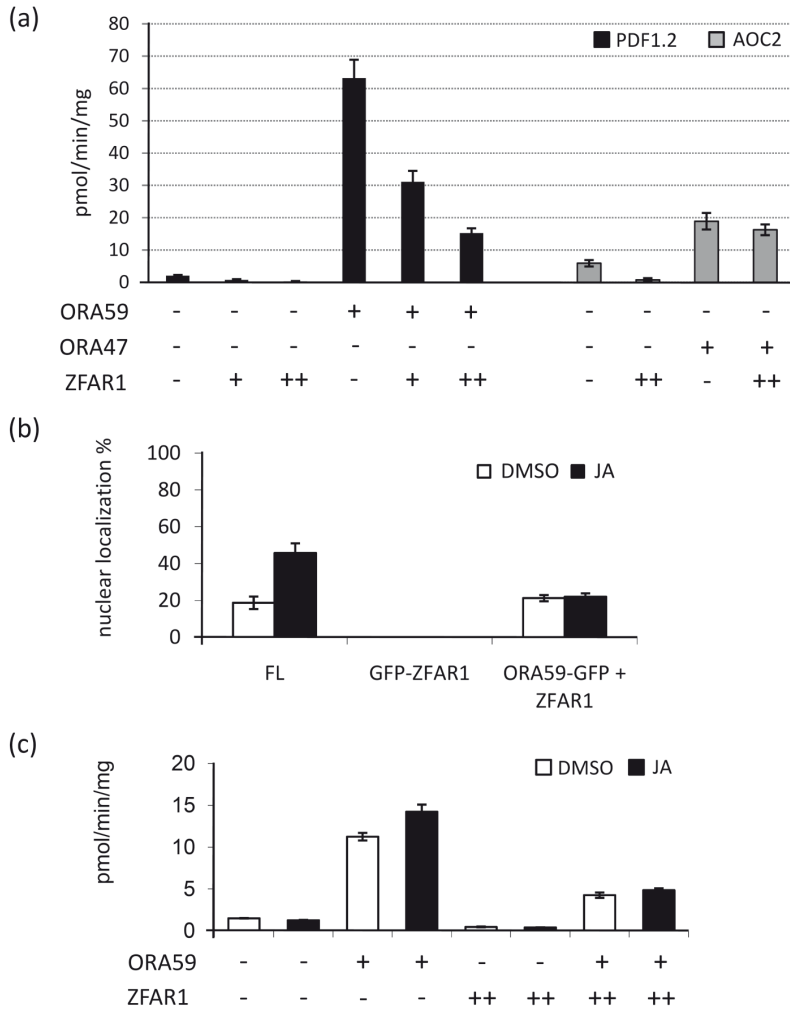 (a)
80
70
60
50
40
30
20
10
0
pmol/min/mg
PDF1.2 AOC2
ORA59 - - - + + + - - - -
ORA47 - - - - - - - - + +
ZFAR1 - + ++ - + ++ - ++ - ++
(b)
100
80
60
40
20
0
nuclear localization %
DMSO JA
FL GFP-ZFAR1 ORA59-GFP +
ZFAR1
(c)
20
15
10
5
0
pmol/min/mg
DMSO JA
ORA59 - - + + - - + +
ZFAR1 - - - - ++ ++ ++ ++